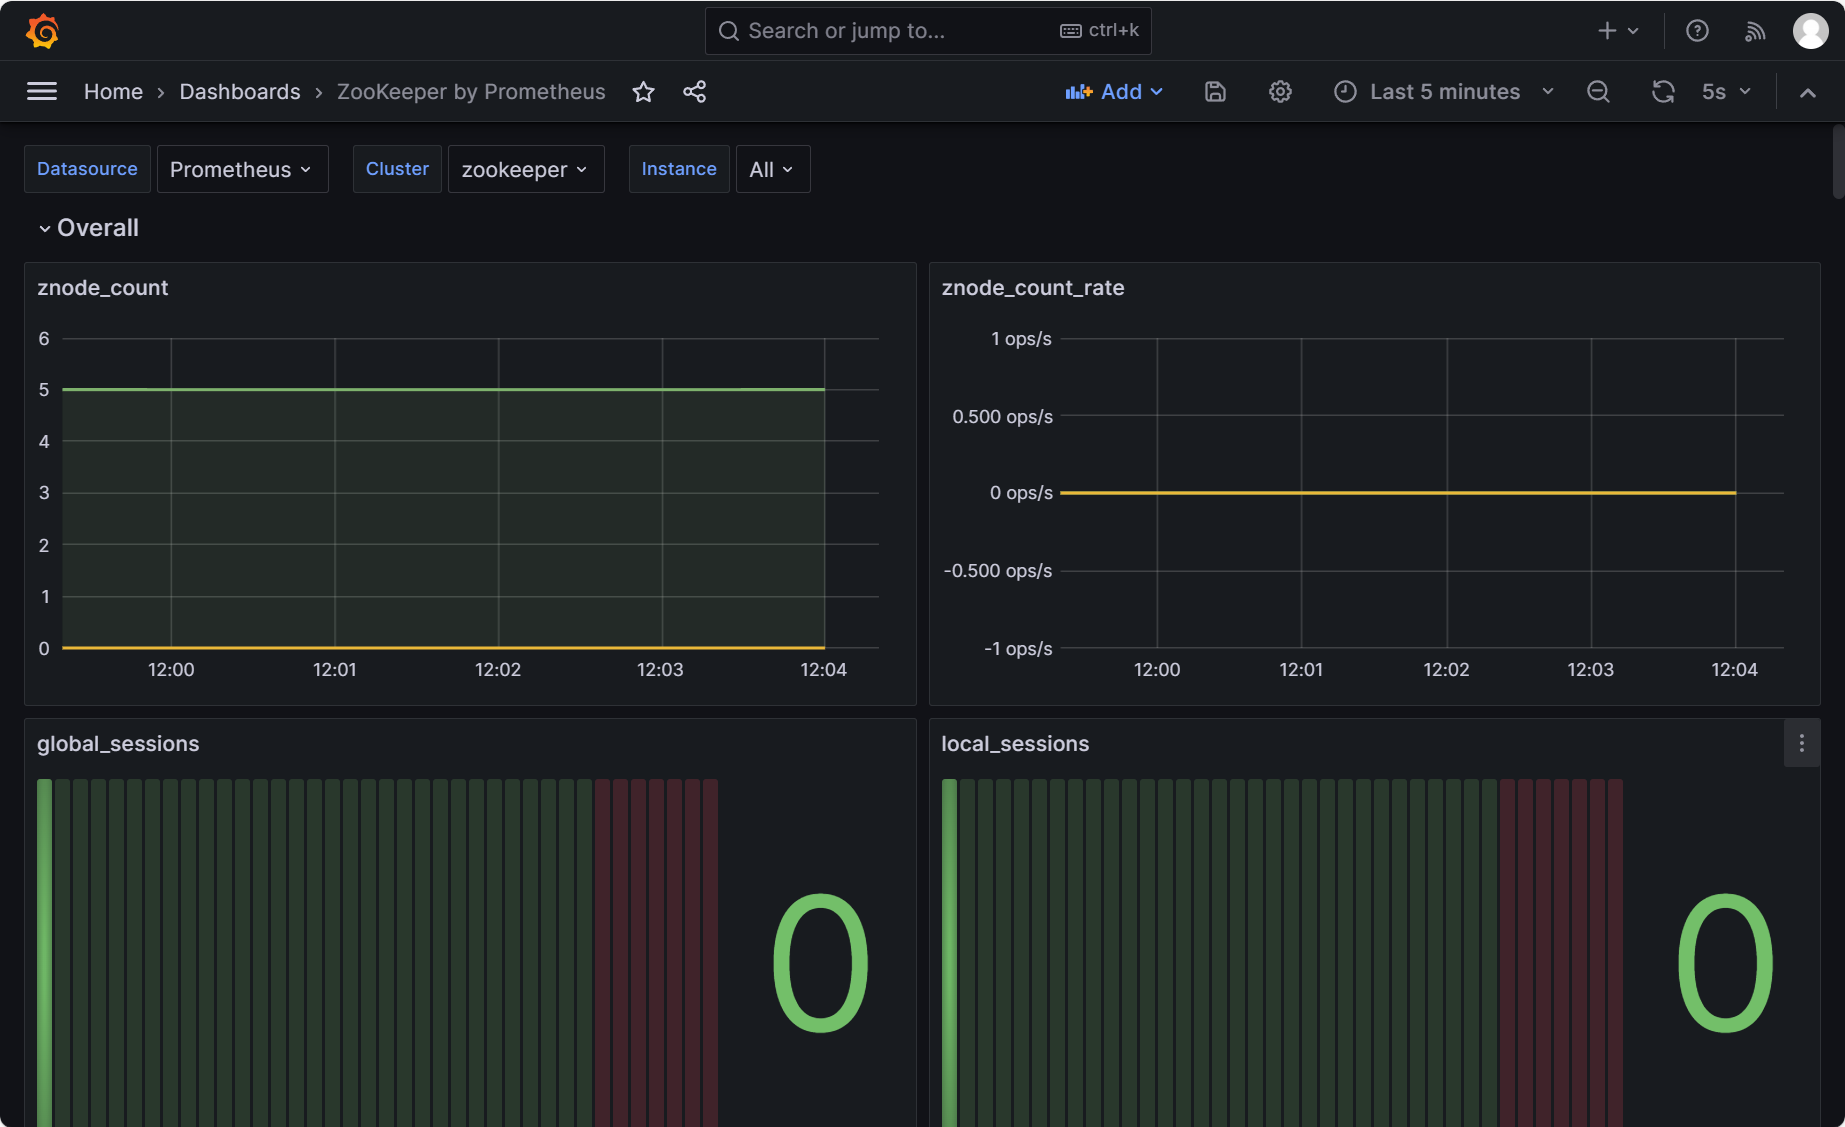 Search or jump to... ctrl+k
Home › Dashboards › ZooKeeper by Prometheus Add Last 5 minutes 5s
Datasource Prometheus Cluster zookeeper Instance All
Overall
znode_count
6
5
4
3
2
1
0
12:00 12:01 12:02 12:03 12:04
znode_count_rate
1 ops/s
0.500 ops/s
0 ops/s
-0.500 ops/s
-1 ops/s
12:00 12:01 12:02 12:03 12:04
global_sessions
0
local_sessions
0